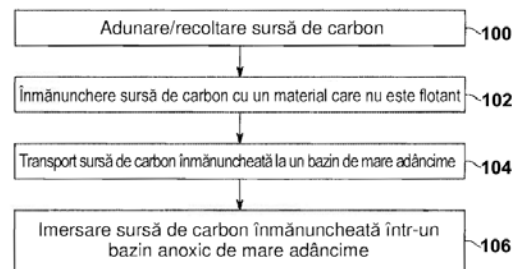 Adunare/recoltare sursă de carbon
100
Înmănunchere sursă de carbon cu un material care nu este flotant
102
Transport sursă de carbon înmănuncheată la un bazin de mare adâncime
104
Imersare sursă de carbon înmănuncheată într-un
bazin anoxic de mare adâncime
106